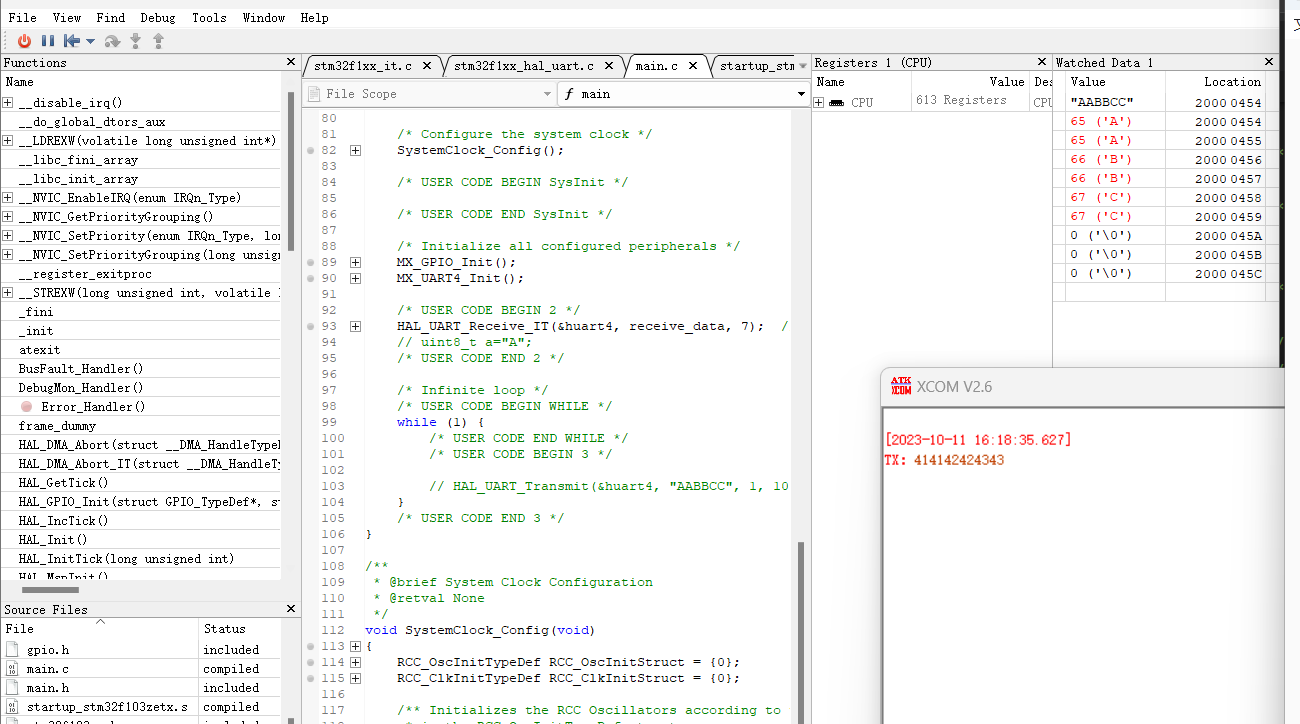 File View Find Debug Tools Window Help
Functions
Name
__disable_irq()
__do_global_dtors_aux
__LDREXW(volatile long unsigned int*)
__libc_fini_array
__libc_init_array
__NVIC_EnableIRQ(enum IRQn_Type)
__NVIC_GetPriorityGrouping()
__NVIC_SetPriority(enum IRQn_Type, lon
__NVIC_SetPriorityGrouping(long unsign
__register_exitproc
__STREXW(long unsigned int, volatile l
_fini
_init
atexit
BusFault_Handler()
DebugMon_Handler()
Error_Handler()
frame_dummy
HAL_DMA_Abort(struct __DMA_HandleTypeD
HAL_DMA_Abort_IT(struct __DMA_HandleTy
HAL_GetTick()
HAL_GPIO_Init(struct GPIO_TypeDef*, st
HAL_IncTick()
HAL_Init()
HAL_InitTick(long unsigned int)
HAL_MspInit()
Source Files
File Status
gpio.h included
main.c compiled
main.h included
startup_stm32f103zetx.s compiled
stm32f1xx_it.c stm32f1xx_hal_uart.c main.c startup_stm
File Scope main
80
81 /* Configure the system clock */
82 SystemClock_Config();
83
84 /* USER CODE BEGIN SysInit */
85
86 /* USER CODE END SysInit */
87
88 /* Initialize all configured peripherals */
89 MX_GPIO_Init();
90 MX_UART4_Init();
91
92 /* USER CODE BEGIN 2 */
93 HAL_UART_Receive_IT(&huart4, receive_data, 7); /
94 // uint8_t a="A";
95 /* USER CODE END 2 */
96
97 /* Infinite loop */
98 /* USER CODE BEGIN WHILE */
99 while (1) {
100 /* USER CODE END WHILE */
101 /* USER CODE BEGIN 3 */
102
103 // HAL_UART_Transmit(&huart4, "AABBCC", 1, 10
104 }
105 /* USER CODE END 3 */
106 }
107
108 /**
109 * @brief System Clock Configuration
110 * @retval None
111 */
112 void SystemClock_Config(void)
113 {
114 RCC_OscInitTypeDef RCC_OscInitStruct = {0};
115 RCC_ClkInitTypeDef RCC_ClkInitStruct = {0};
116
117 /** Initializes the RCC Oscillators according to
Registers 1 (CPU)
Name Value Des
CPU 613 Registers CPU
Watched Data 1
Value Location
"AABBCC" 2000 0454
65 ('A') 2000 0454
65 ('A') 2000 0455
66 ('B') 2000 0456
66 ('B') 2000 0457
67 ('C') 2000 0458
67 ('C') 2000 0459
0 ('\0') 2000 045A
0 ('\0') 2000 045B
0 ('\0') 2000 045C
ATK XCOM XCOM V2.6
[2023-10-11 16:18:35.627]
TX: 414142424343